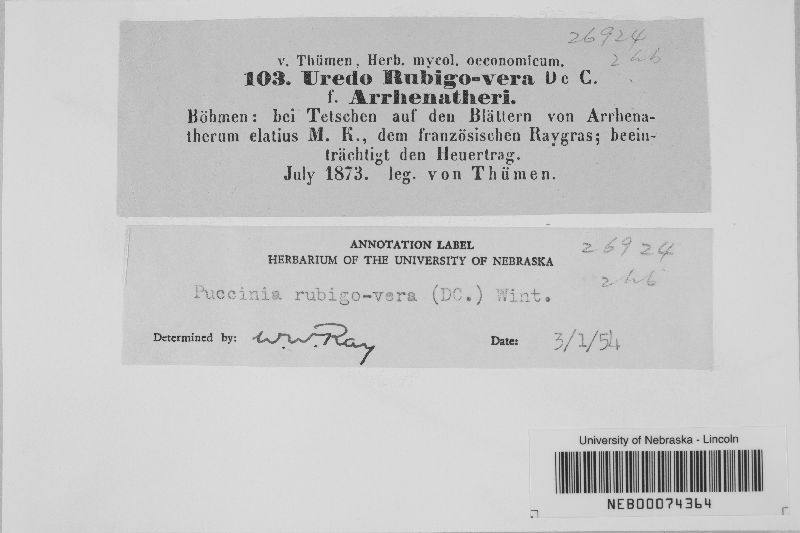 26924
v. Thümen, Herb. mycol. oeconomicum.
103. Uredo Rubigo-vera De C.
f. Arrhenatheri.
Böhmen: bei Tetschen auf den Blättern von Arrhena-
therum elatius M. K., dem französischen Raygras; beein-
trächtigt den Heuertrag.
July 1873. leg. von Thümen.
ANNOTATION LABEL
HERBARIUM OF THE UNIVERSITY OF NEBRASKA
26924
Puccinia rubigo-vera (DC.) Wint.
Determined by: W.W. Ray Date: 3/1/54
University of Nebraska - Lincoln
NEB00074364